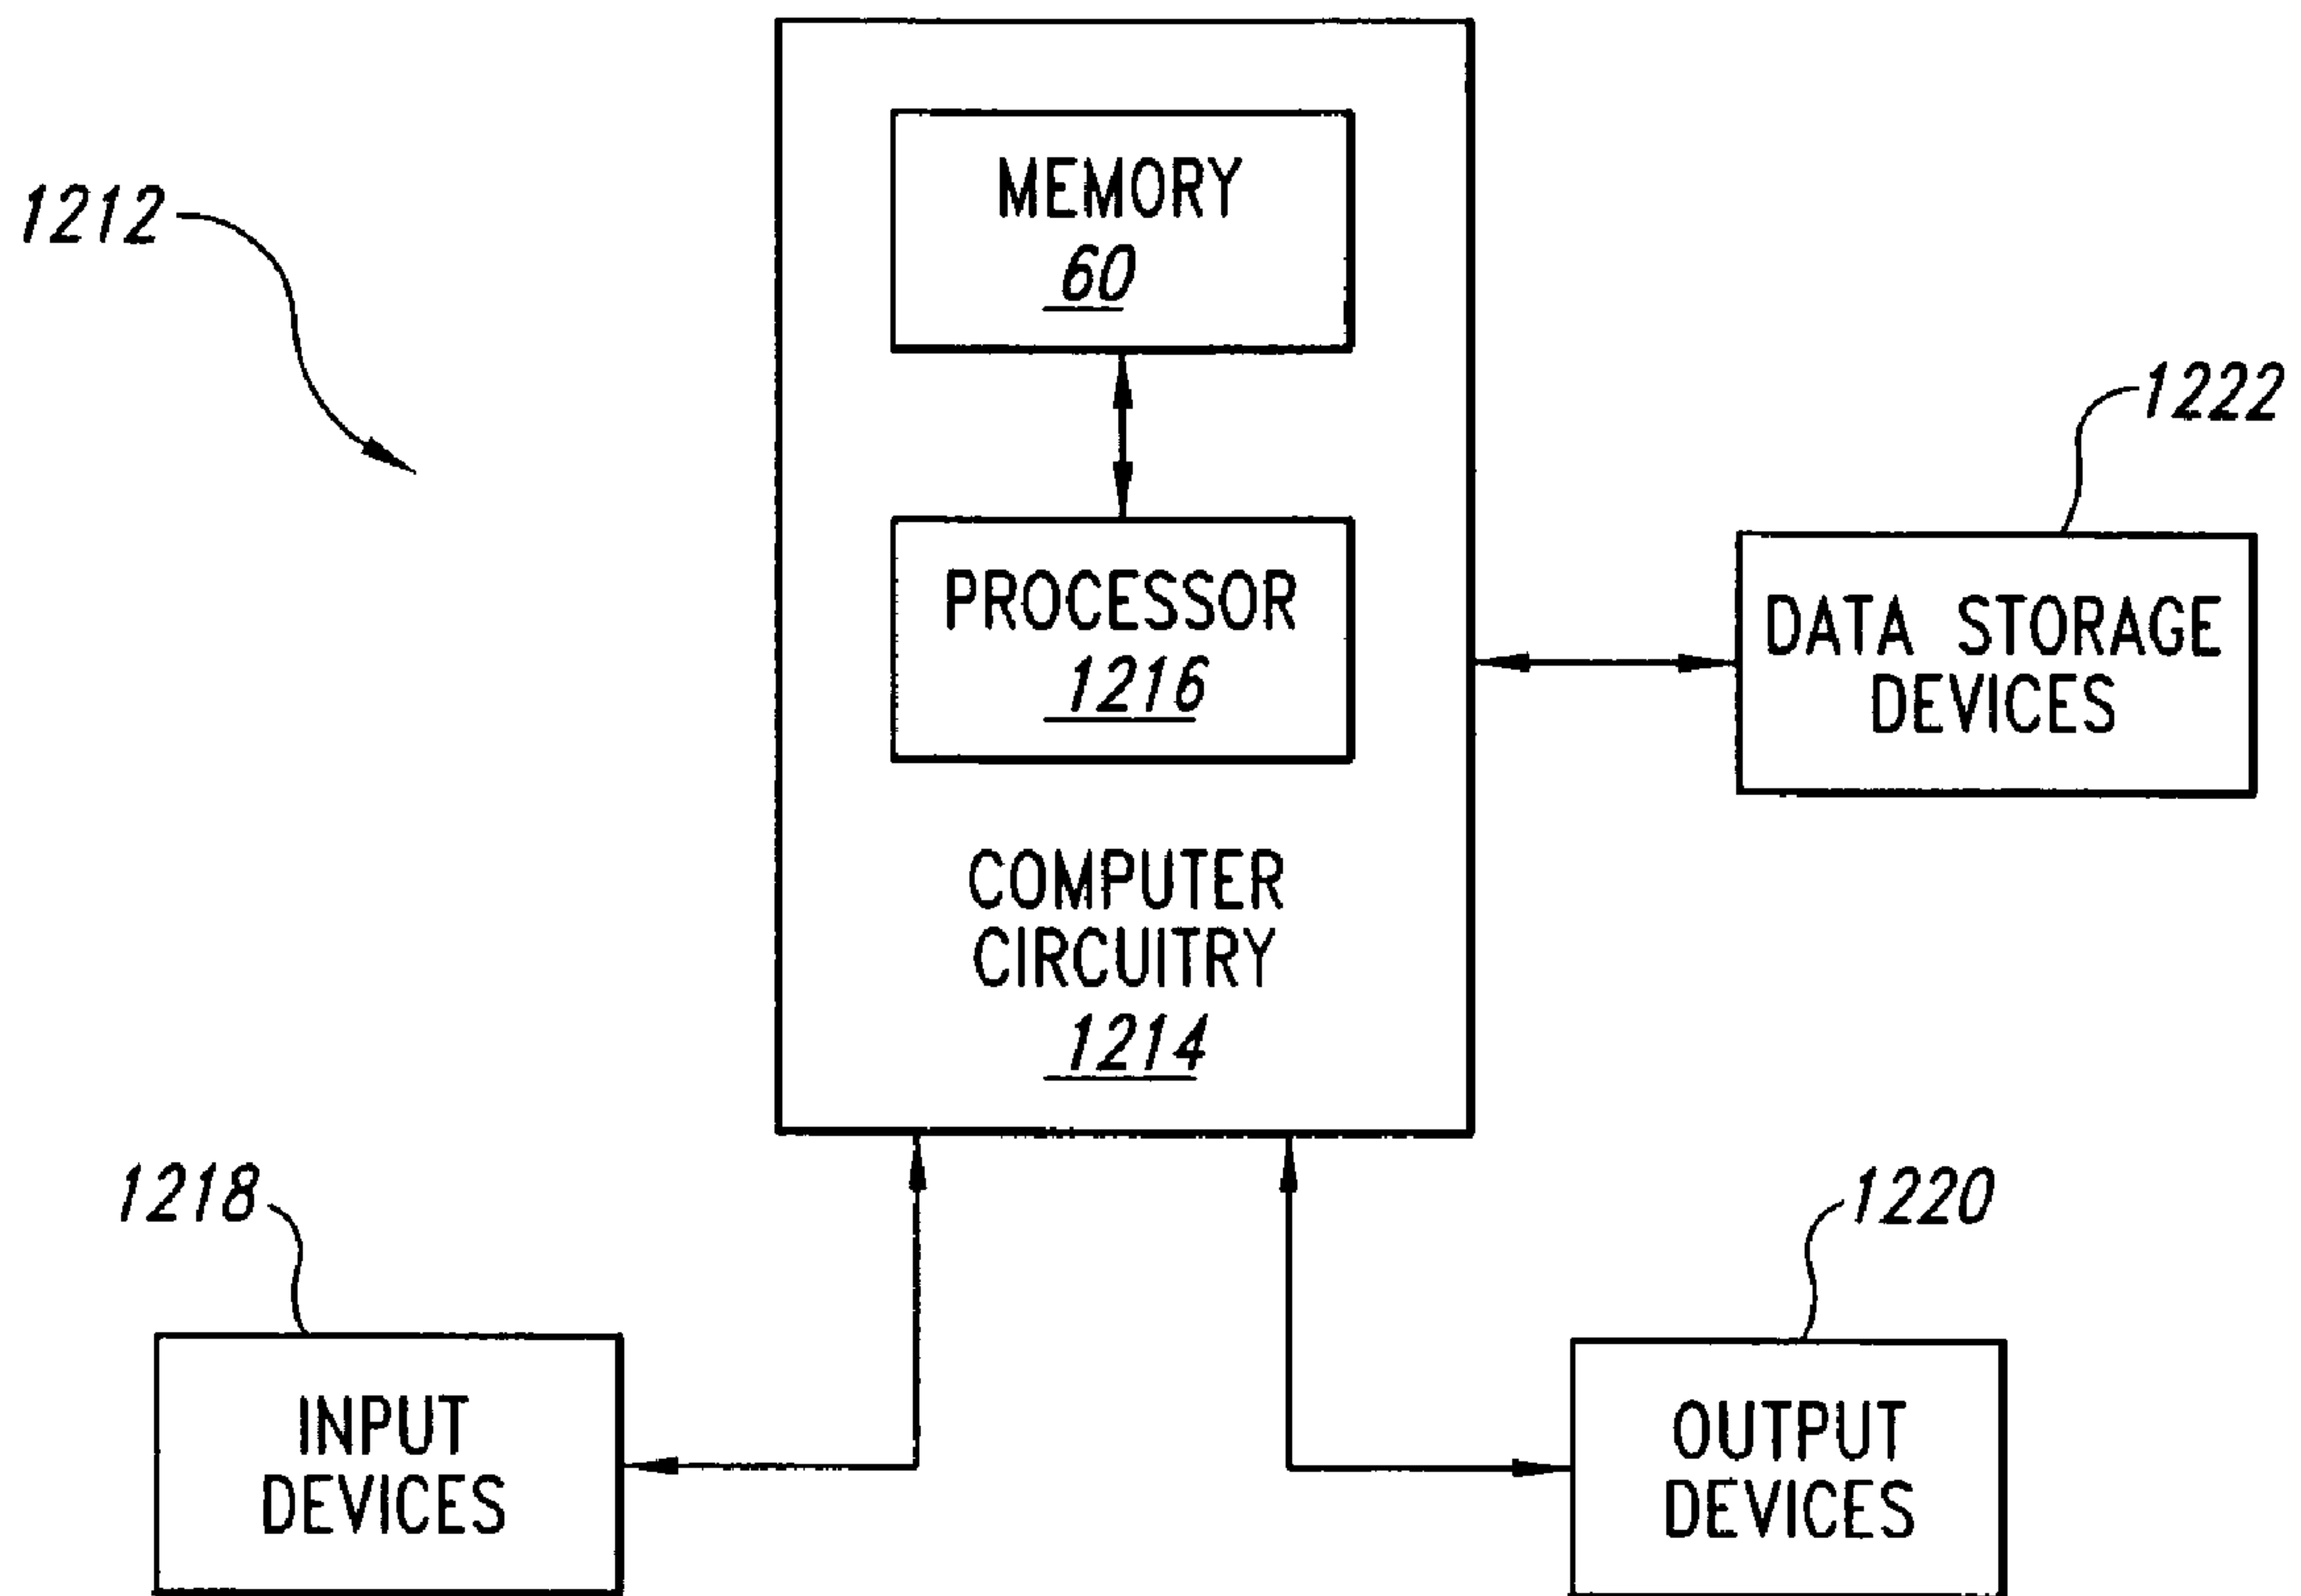 MEMORY
60
1212
1222
PROCESSOR
1216
DATA STORAGE
DEVICES
COMPUTER
CIRCUITRY
1214
1218
1220
INPUT
DEVICES
OUTPUT
DEVICES